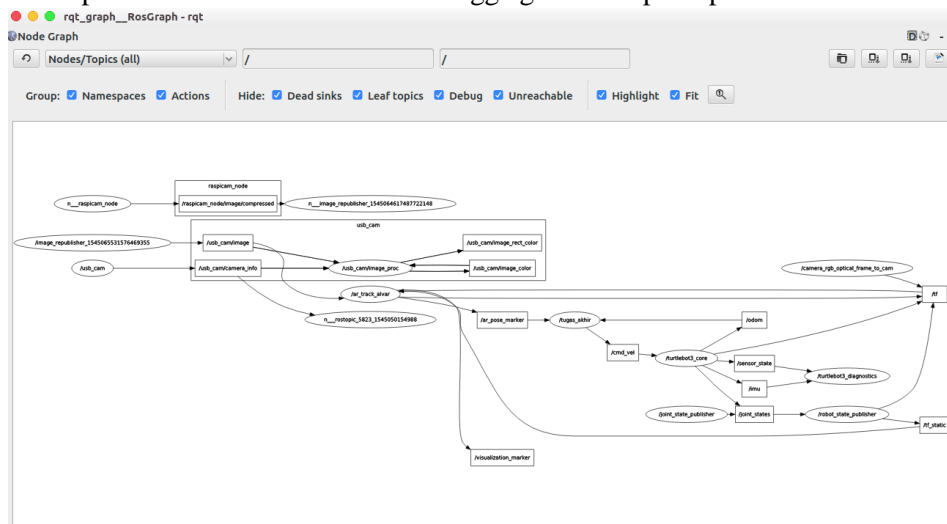 rqt_graph__RosGraph - rqt
Node Graph
D
-
Nodes/Topics (all)
/
/
Group:
Namespaces
Actions
Hide:
Dead sinks
Leaf topics
Debug
Unreachable
Highlight
Fit
raspicam_node
n__raspicam_node
/raspicam_node/image/compressed
n__image_republisher_1545064617487722148
usb_cam
/image_republisher_1545065531576469355
/usb_cam/image
/usb_cam/image_rect_color
/usb_cam
/usb_cam/camera_info
/usb_cam/image_proc
/usb_cam/image_color
/camera_rgb_optical_frame_to_cam
/ar_track_alvar
/tf
n__rostopic_5823_1545050154988
/ar_pose_marker
/tugas_akhir
/odom
/cmd_vel
/turtlebot3_core
/sensor_state
/turtlebot3_diagnostics
/imu
/joint_state_publisher
/joint_states
/robot_state_publisher
/tf_static
/visualization_marker